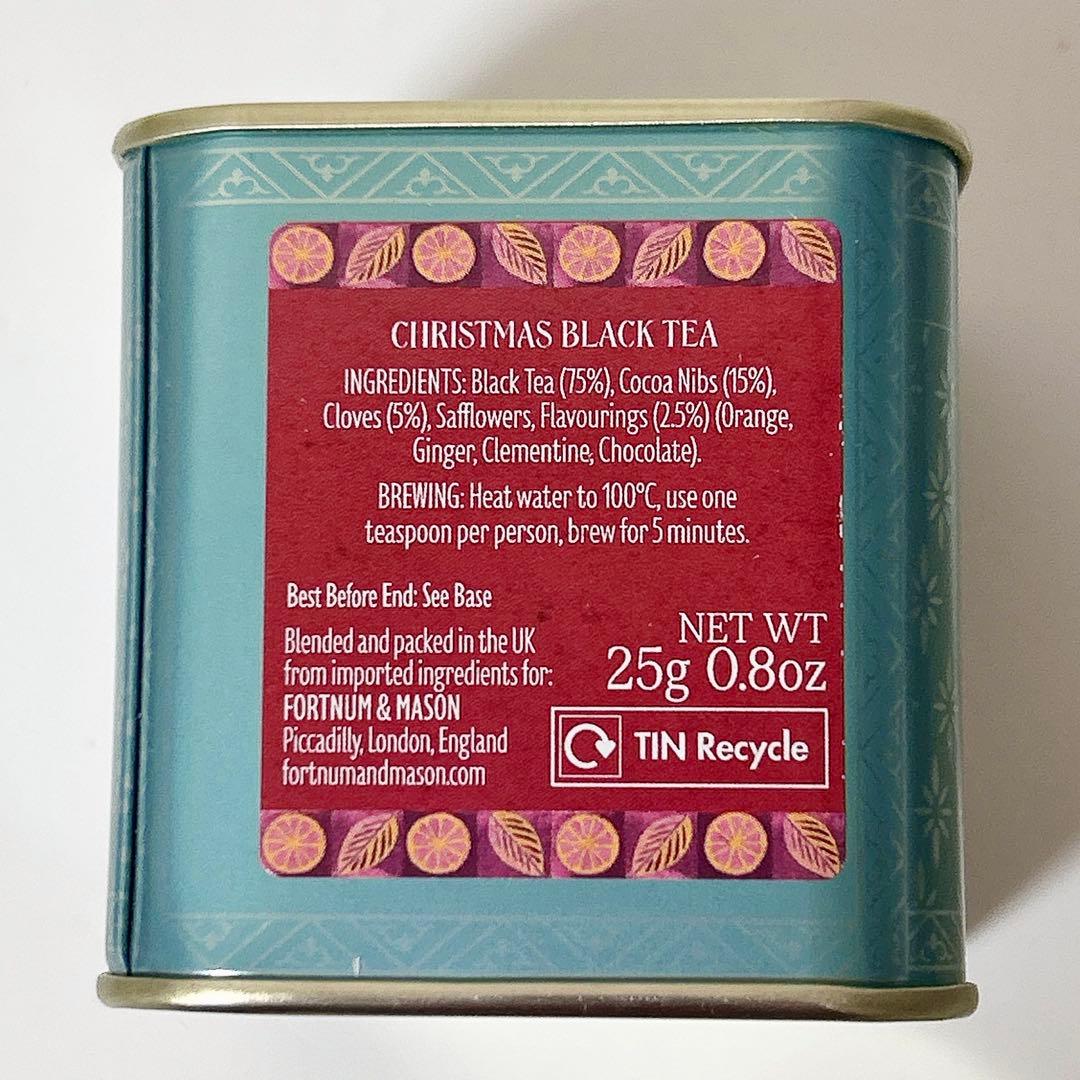 CHRISTMAS BLACK TEA
INGREDIENTS: Black Tea (75%), Cocoa Nibs (15%),
Cloves (5%), Safflowers, Flavourings (2.5%) (Orange,
Ginger, Clementine, Chocolate).
BREWING: Heat water to 100°C, use one
teaspoon per person, brew for 5 minutes.
Best Before End: See Base
Blended and packed in the UK
from imported ingredients for:
FORTNUM & MASON
Piccadilly, London, England
fortnumandmason.com
NET WT
25g 0.8oz
TIN Recycle